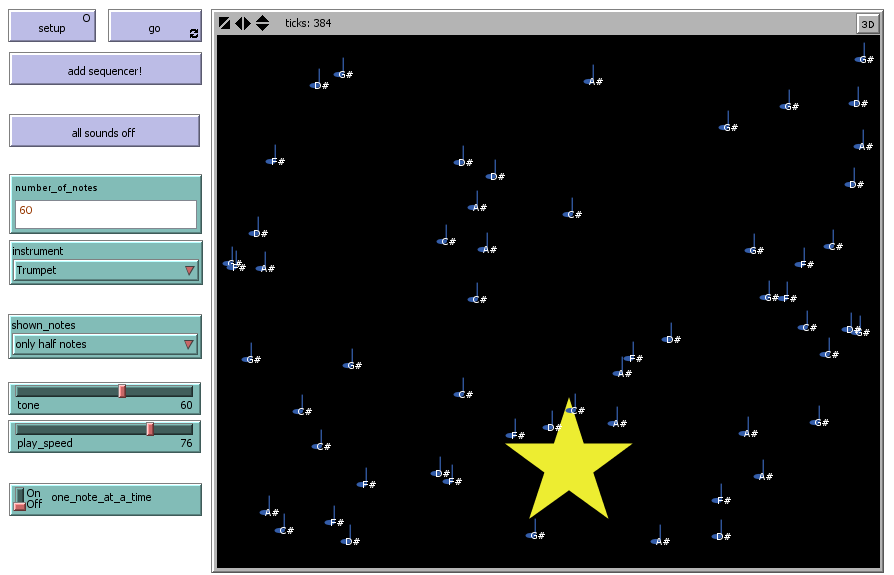 setup
go
add sequencer!
all sounds off
number_of_notes
60
instrument
Trumpet
shown_notes
only half notes
tone 60
play_speed 76
On
Off
one_note_at_a_time
ticks: 384
3D
G#
G#
D#
A#
D#
G#
G#
A#
F#
D#
D#
D#
A#
C#
D#
C#
A#
G#
C#
G#
F#
A#
F#
C#
G#
F#
C#
D#
G#
D#
G#
G#
F#
A#
C#
C#
C#
C#
D#
A#
G#
F#
A#
C#
D#
F#
F#
A#
F#
A#
F#
C#
D#
G#
A#
D#